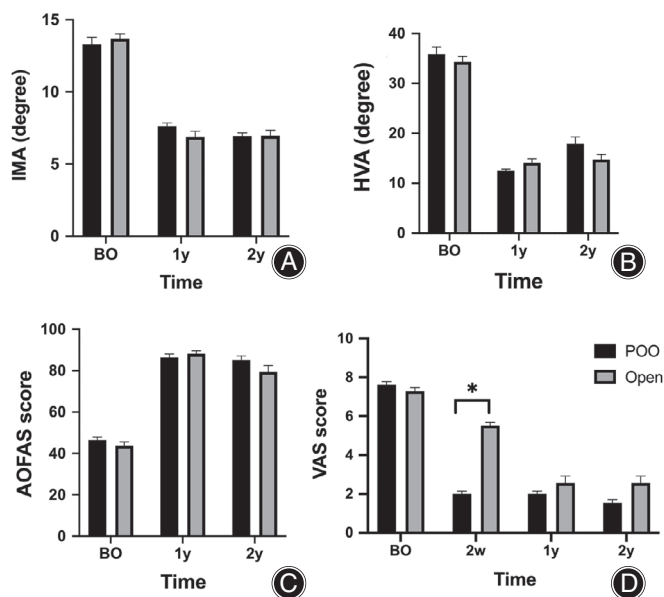 15
10
5
0
IMA (degree)
BO 1y 2y
Time
A
40
30
20
10
0
HVA (degree)
BO 1y 2y
Time
B
100
80
60
40
20
0
AOFAS score
BO 1y 2y
Time
C
8
6
4
2
0
VAS score
*
POO
Open
BO 2w 1y 2y
Time
D